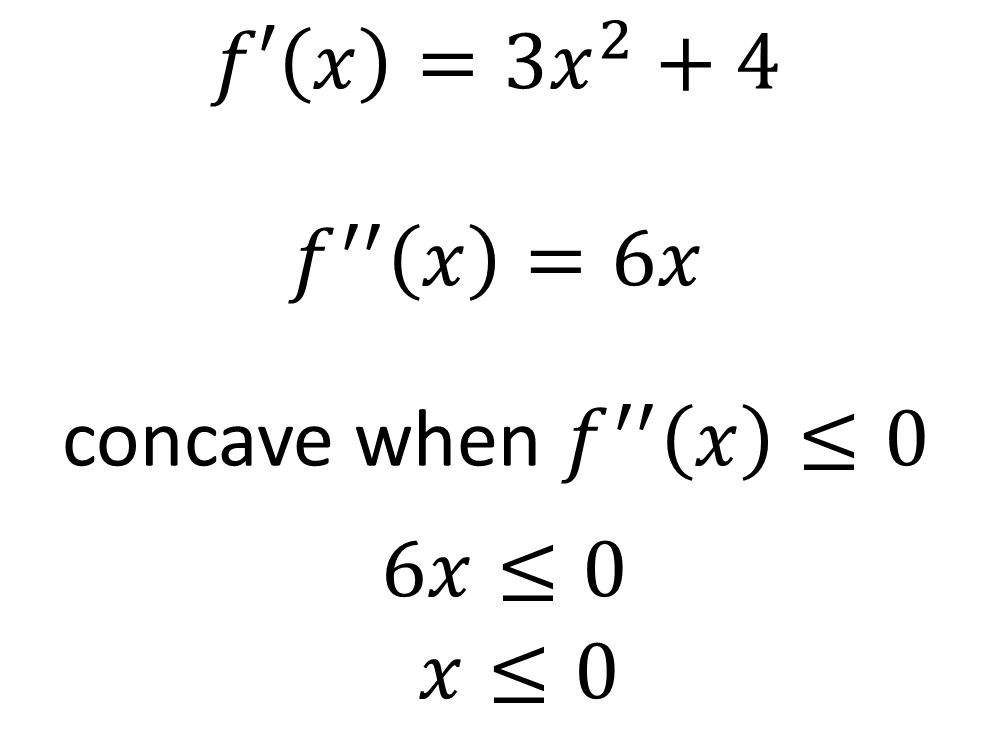 f′(x) = 3x² + 4
f′′(x) = 6x
concave when f′′(x) ≤ 0
6x ≤ 0
x ≤ 0